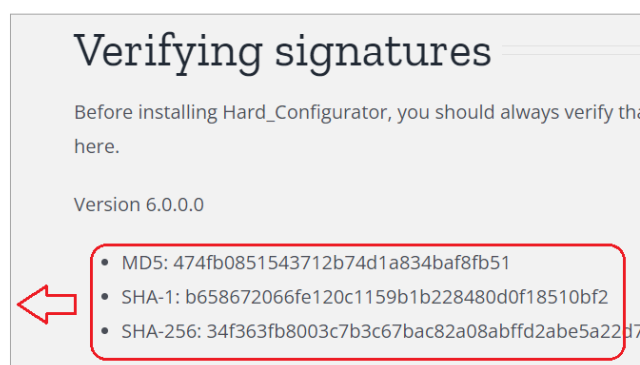 Verifying signatures
Before installing Hard_Configurator, you should always verify tha
here.
Version 6.0.0.0
MD5: 474fb0851543712b74d1a834baf8fb51
SHA-1: b658672066fe120c1159b1b228480d0f18510bf2
SHA-256: 34f363fb8003c7b3c67bac82a08abffd2abe5a22d7